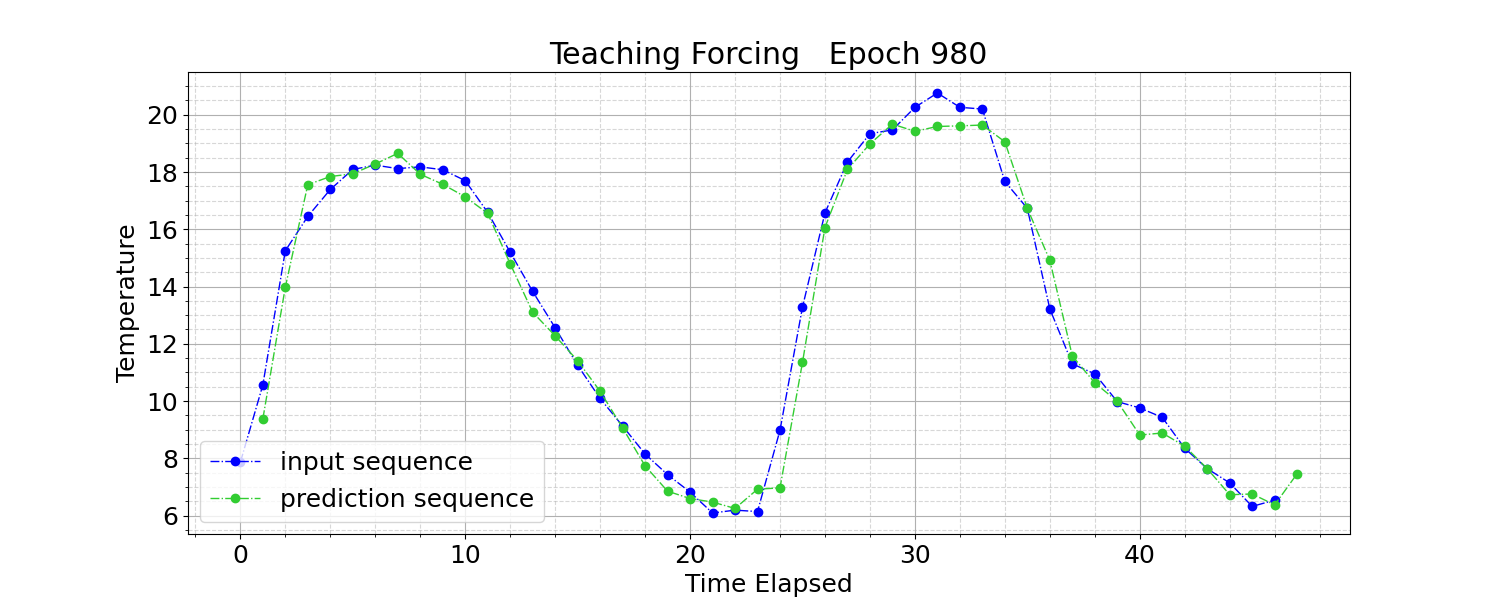 Teaching Forcing   Epoch 980
20
18
16
14
12
10
8
6
Temperature
input sequence
prediction sequence
0 10 20 30 40
Time Elapsed